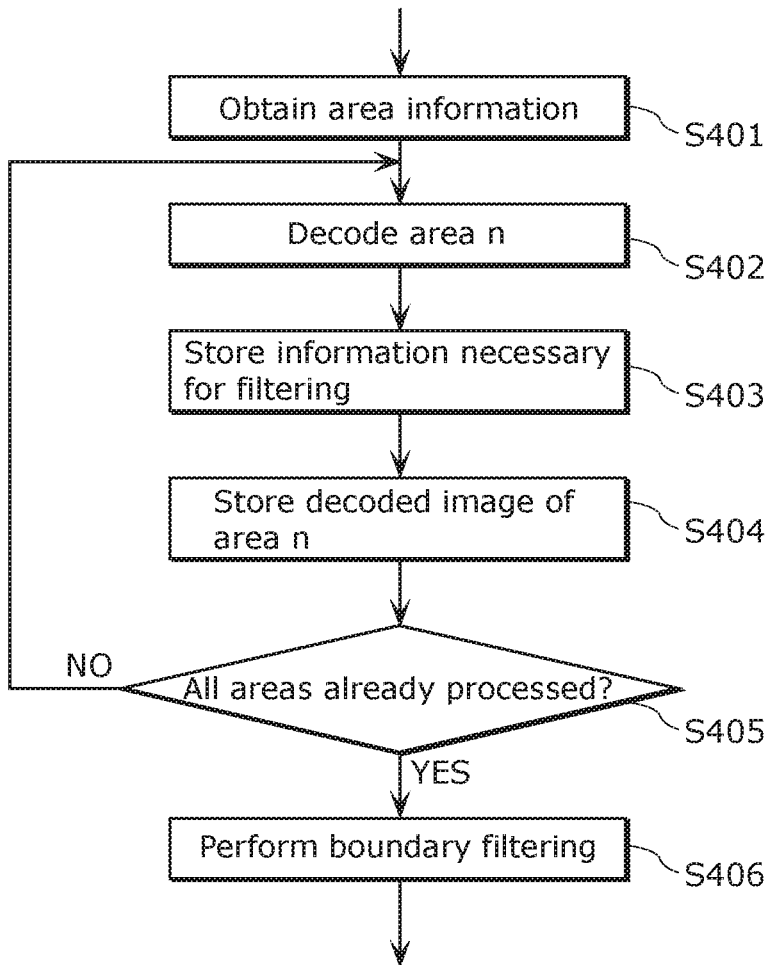 Obtain area information
S401
Decode area n
S402
Store information necessary
for filtering
S403
Store decoded image of
area n
S404
NO
All areas already processed?
S405
YES
Perform boundary filtering
S406